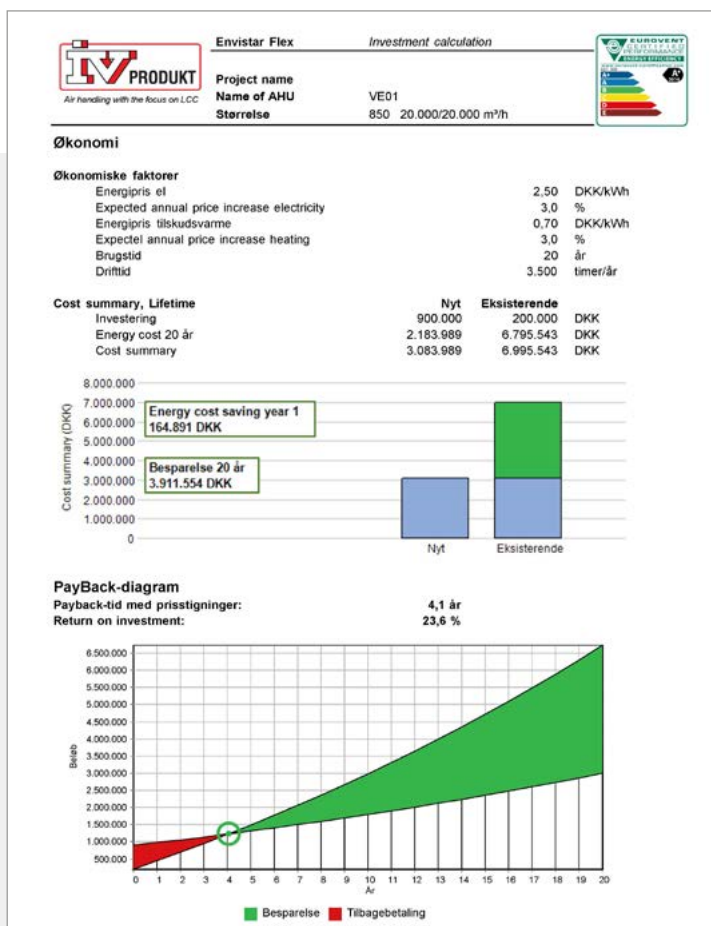 IV PRODUKT
Air handling with the focus on LCC
Envistar Flex Investment calculation
Project name
Name of AHU VE01
Størrelse 850 20.000/20.000 m³/h
EUROVENT
CERTIFIED
PERFORMANCE
ENERGY EFFICIENCY
A+
A
B
C
D
E
A+
Økonomi
Økonomiske faktorer
Energipris el 2,50 DKK/kWh
Expected annual price increase electricity 3,0 %
Energipris tilskudsvarme 0,70 DKK/kWh
Expectel annual price increase heating 3,0 %
Brugstid 20 år
Drifttid 3.500 timer/år
Cost summary, Lifetime Nyt Eksisterende
Investering 900.000 200.000 DKK
Energy cost 20 år 2.183.989 6.795.543 DKK
Cost summary 3.083.989 6.995.543 DKK
Cost summary (DKK)
8.000.000
7.000.000
6.000.000
5.000.000
4.000.000
3.000.000
2.000.000
1.000.000
0
Energy cost saving year 1
164.891 DKK
Besparelse 20 år
3.911.554 DKK
Nyt Eksisterende
PayBack-diagram
Payback-tid med prisstigninger: 4,1 år
Return on investment: 23,6 %
Beløb
6.500.000
6.000.000
5.500.000
5.000.000
4.500.000
4.000.000
3.500.000
3.000.000
2.500.000
2.000.000
1.500.000
1.000.000
500.000
0 1 2 3 4 5 6 7 8 9 10 11 12 13 14 15 16 17 18 19 20
År
Besparelse Tilbagebetaling